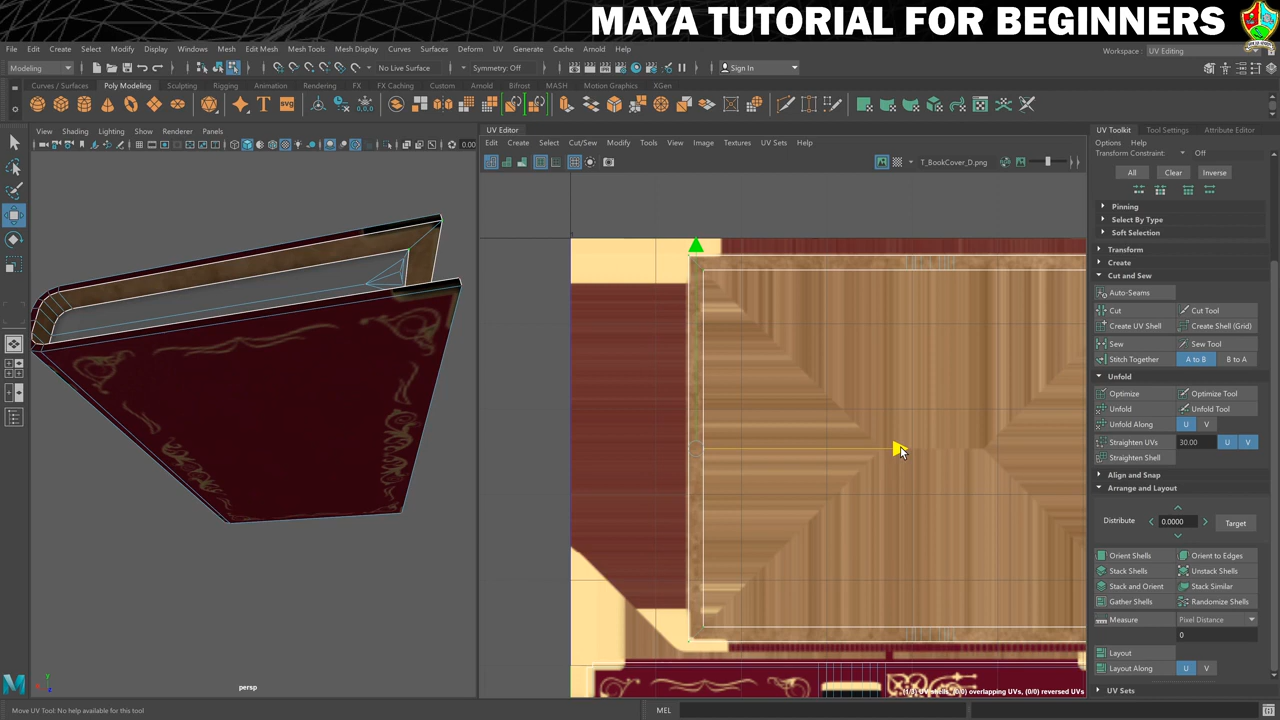 MAYA TUTORIAL FOR BEGINNERS
File Edit Create Select Modify Display Windows Mesh Edit Mesh Mesh Tools Mesh Display Curves Surfaces Deform UV Generate Cache Arnold Help
Workspace : UV Editing
Modeling No Live Surface Symmetry: Off Sign In
Curves / Surfaces Poly Modeling Sculpting Rigging Animation Rendering FX FX Caching Custom Arnold Bifrost MASH Motion Graphics XGen
SVG
View Shading Lighting Show Renderer Panels
0.00
UV Editor
Edit Create Select Cut/Sew Modify Tools View Image Textures UV Sets Help
T_BookCover_D.png
UV Toolkit Tool Settings Attribute Editor
Options Help
Transform Constraint: Off
All Clear Inverse
Pinning
Select By Type
Soft Selection
Transform
Create
Cut and Sew
Auto-Seams
Cut Cut Tool
Create UV Shell Create Shell (Grid)
Sew Sew Tool
Stitch Together A to B B to A
Unfold
Optimize Optimize Tool
Unfold Unfold Tool
Unfold Along U V
Straighten UVs 30.00 U V
Straighten Shell
Align and Snap
Arrange and Layout
Distribute 0.0000 Target
Orient Shells Orient to Edges
Stack Shells Unstack Shells
Stack and Orient Stack Similar
Gather Shells Randomize Shells
Measure Pixel Distance
0
Layout
Layout Along U V
UV Sets
persp
(1/3) UV shells, (0/0) overlapping UVs, (0/0) reversed UVs
Move UV Tool: No help available for this tool
MEL